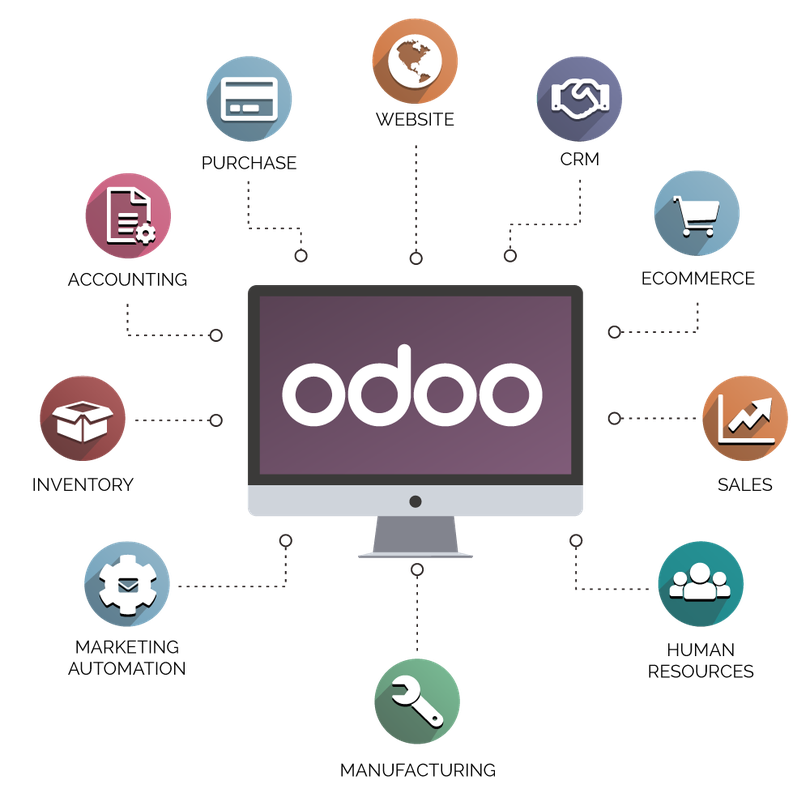 WEBSITE
PURCHASE
CRM
ACCOUNTING
ECOMMERCE
odoo
INVENTORY
SALES
MARKETING
AUTOMATION
HUMAN
RESOURCES
MANUFACTURING